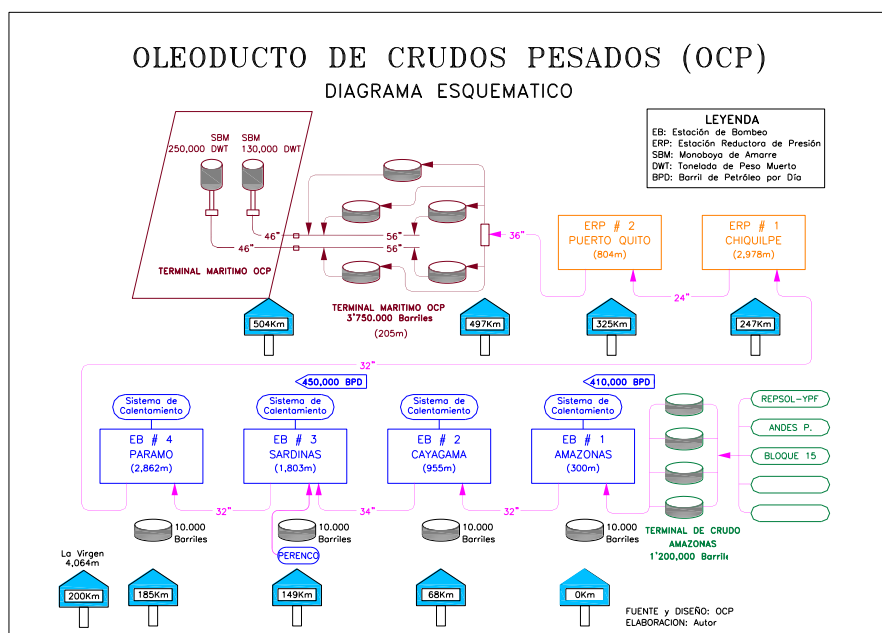 OLEODUCTO DE CRUDOS PESADOS (OCP)
DIAGRAMA ESQUEMATICO
LEYENDA
EB: Estación de Bombeo
ERP: Estación Reductora de Presión
SBM: Monoboya de Amarre
DWT: Tonelada de Peso Muerto
BPD: Barril de Petróleo por Día
SBM
250,000 DWT
SBM
130,000 DWT
46"
46"
56"
56"
TERMINAL MARITIMO OCP
TERMINAL MARITIMO OCP
3'750.000 Barriles
(205m)
36"
ERP # 2
PUERTO QUITO
(804m)
24"
ERP # 1
CHIQUILPE
(2,978m)
504Km
497Km
325Km
247Km
32"
450,000 BPD
410,000 BPD
Sistema de
Calentamiento
Sistema de
Calentamiento
Sistema de
Calentamiento
Sistema de
Calentamiento
EB # 4
PARAMO
(2,862m)
EB # 3
SARDINAS
(1,803m)
EB # 2
CAYAGAMA
(955m)
EB # 1
AMAZONAS
(300m)
REPSOL-YPF
ANDES P.
BLOQUE 15
32"
34"
32"
10.000
Barriles
10.000
Barriles
10.000
Barriles
10.000
Barriles
PERENCO
TERMINAL DE CRUDO
AMAZONAS
1'200,000 Barrile
La Virgen
4,064m
200Km
185Km
149Km
68Km
0Km
FUENTE y DISEÑO: OCP
ELABORACION: Autor